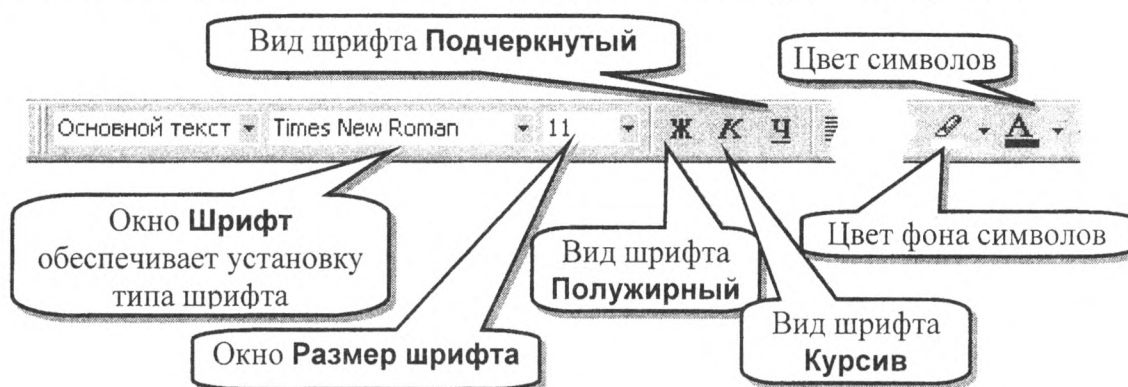 Вид шрифта Подчеркнутый
Цвет символов
Основной текст Times New Roman 11 Ж К Ч А
Окно Шрифт
обеспечивает установку
типа шрифта
Вид шрифта
Полужирный
Цвет фона символов
Окно Размер шрифта
Вид шрифта
Курсив